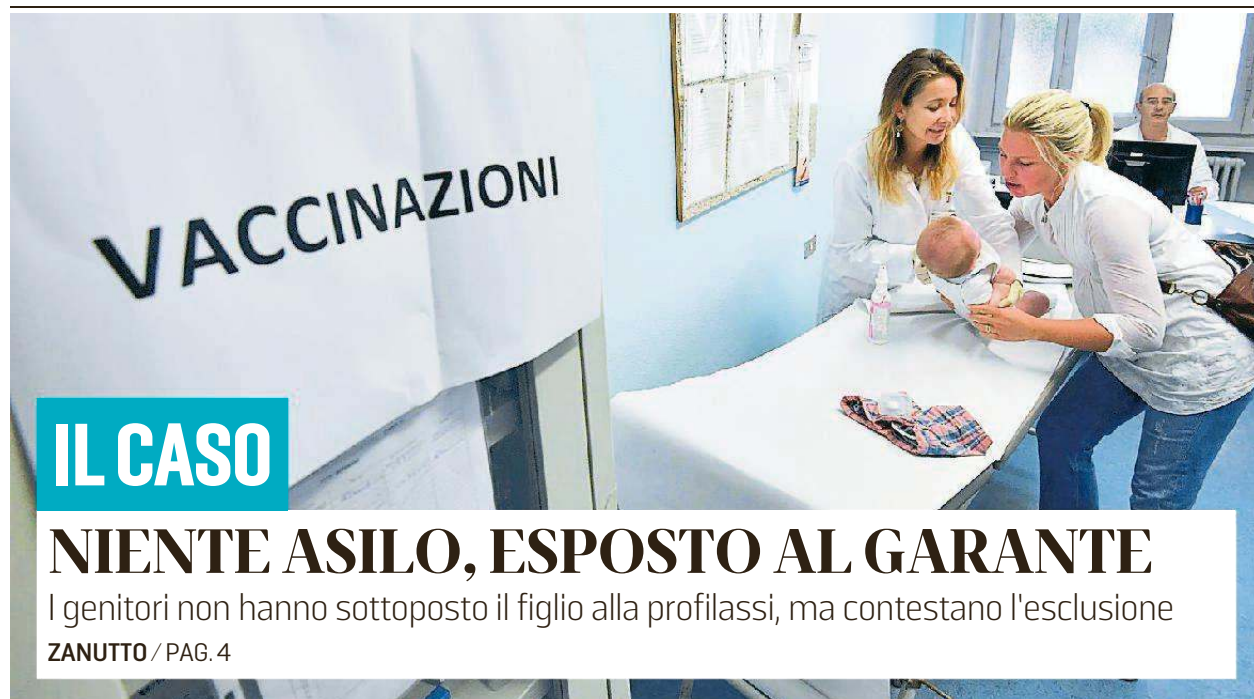 VACCINAZIONI
IL CASO
NIENTE ASILO, ESPOSTO AL GARANTE
I genitori non hanno sottoposto il figlio alla profilassi, ma contestano l'esclusione
ZANUTTO / PAG. 4